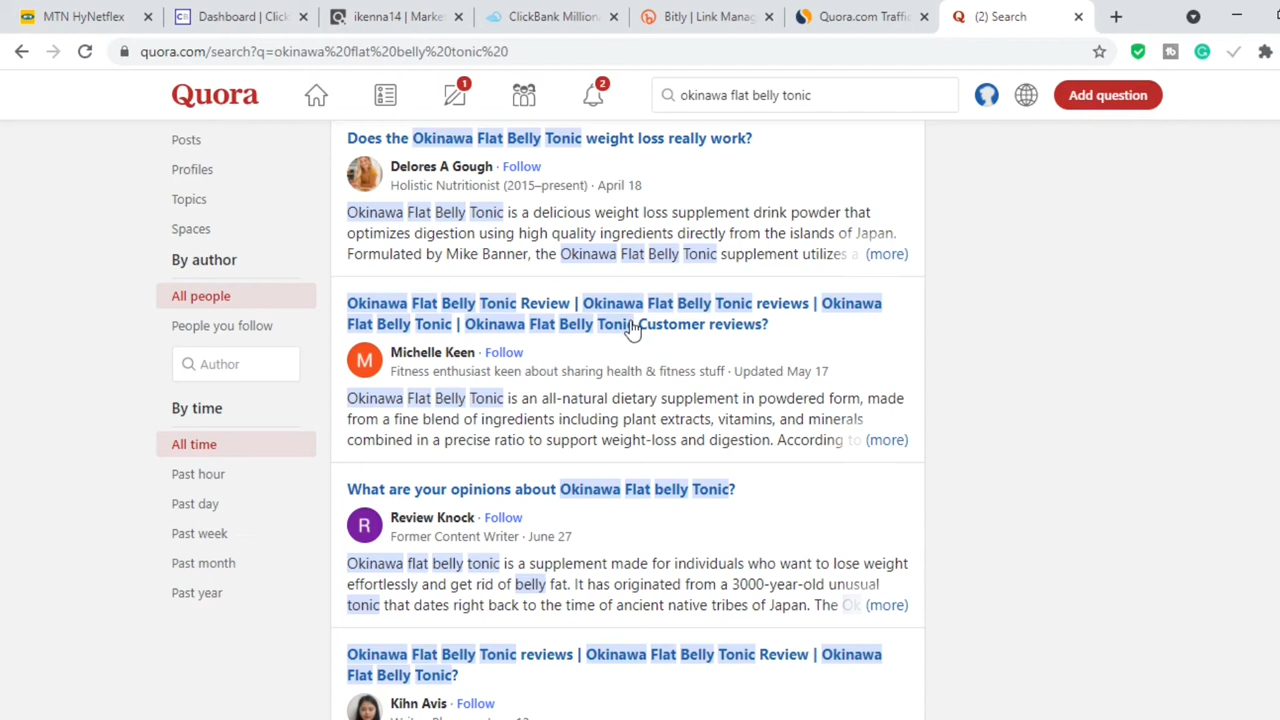 MTN HyNetflex
Dashboard | Click
ikenna14 | Marke
ClickBank Million
Bitly | Link Mana
Quora.com Traffi
(2) Search
quora.com/search?q=okinawa%20flat%20belly%20tonic%20
Quora
1
2
okinawa flat belly tonic
Add question
Posts
Profiles
Topics
Spaces
By author
All people
People you follow
Author
By time
All time
Past hour
Past day
Past week
Past month
Past year
Does the Okinawa Flat Belly Tonic weight loss really work?
Delores A Gough · Follow
Holistic Nutritionist (2015–present) · April 18
Okinawa Flat Belly Tonic is a delicious weight loss supplement drink powder that
optimizes digestion using high quality ingredients directly from the islands of Japan.
Formulated by Mike Banner, the Okinawa Flat Belly Tonic supplement utilizes a (more)
Okinawa Flat Belly Tonic Review | Okinawa Flat Belly Tonic reviews | Okinawa
Flat Belly Tonic | Okinawa Flat Belly Tonic Customer reviews?
M
Michelle Keen · Follow
Fitness enthusiast keen about sharing health & fitness stuff · Updated May 17
Okinawa Flat Belly Tonic is an all-natural dietary supplement in powdered form, made
from a fine blend of ingredients including plant extracts, vitamins, and minerals
combined in a precise ratio to support weight-loss and digestion. According to (more)
What are your opinions about Okinawa Flat belly Tonic?
R
Review Knock · Follow
Former Content Writer · June 27
Okinawa flat belly tonic is a supplement made for individuals who want to lose weight
effortlessly and get rid of belly fat. It has originated from a 3000-year-old unusual
tonic that dates right back to the time of ancient native tribes of Japan. The Ok (more)
Okinawa Flat Belly Tonic reviews | Okinawa Flat Belly Tonic Review | Okinawa
Flat Belly Tonic?
Kihn Avis · Follow